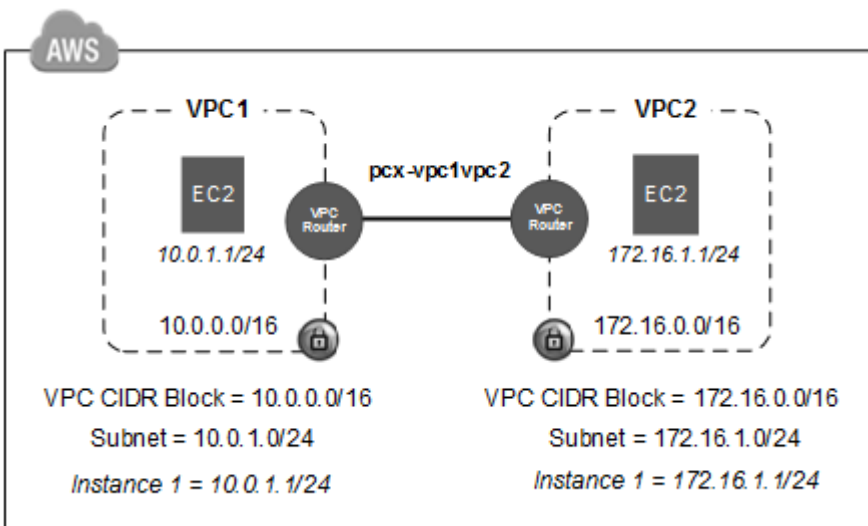 AWS
VPC1
VPC2
pcx-vpc1vpc2
EC2
VPC
Router
VPC
Router
EC2
10.0.1.1/24
172.16.1.1/24
10.0.0.0/16
172.16.0.0/16
VPC CIDR Block = 10.0.0.0/16
Subnet = 10.0.1.0/24
Instance 1 = 10.0.1.1/24
VPC CIDR Block = 172.16.0.0/16
Subnet = 172.16.1.0/24
Instance 1 = 172.16.1.1/24